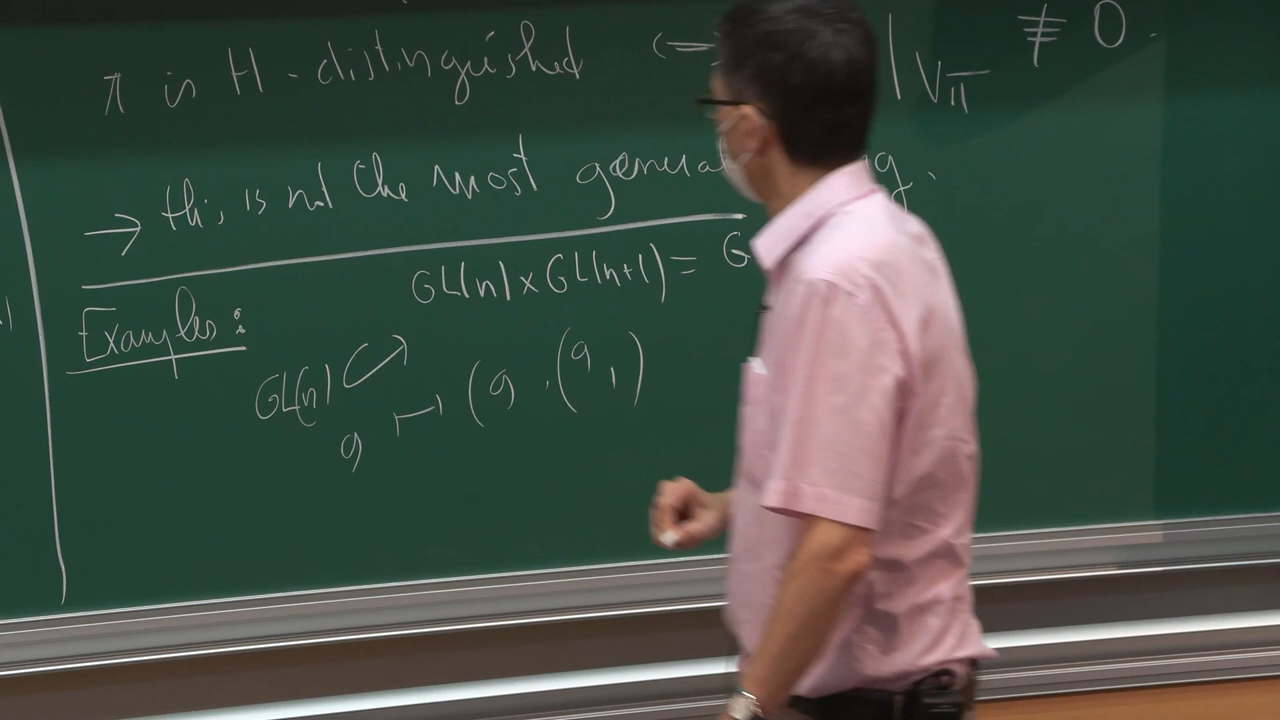 π is H-distinguished ⟺ |V_π ≢ 0.
→ this is not the most general
Examples:
GL(n) × GL(n+1) = G
GL(n) ↪
g ↦ (g, (g 1)